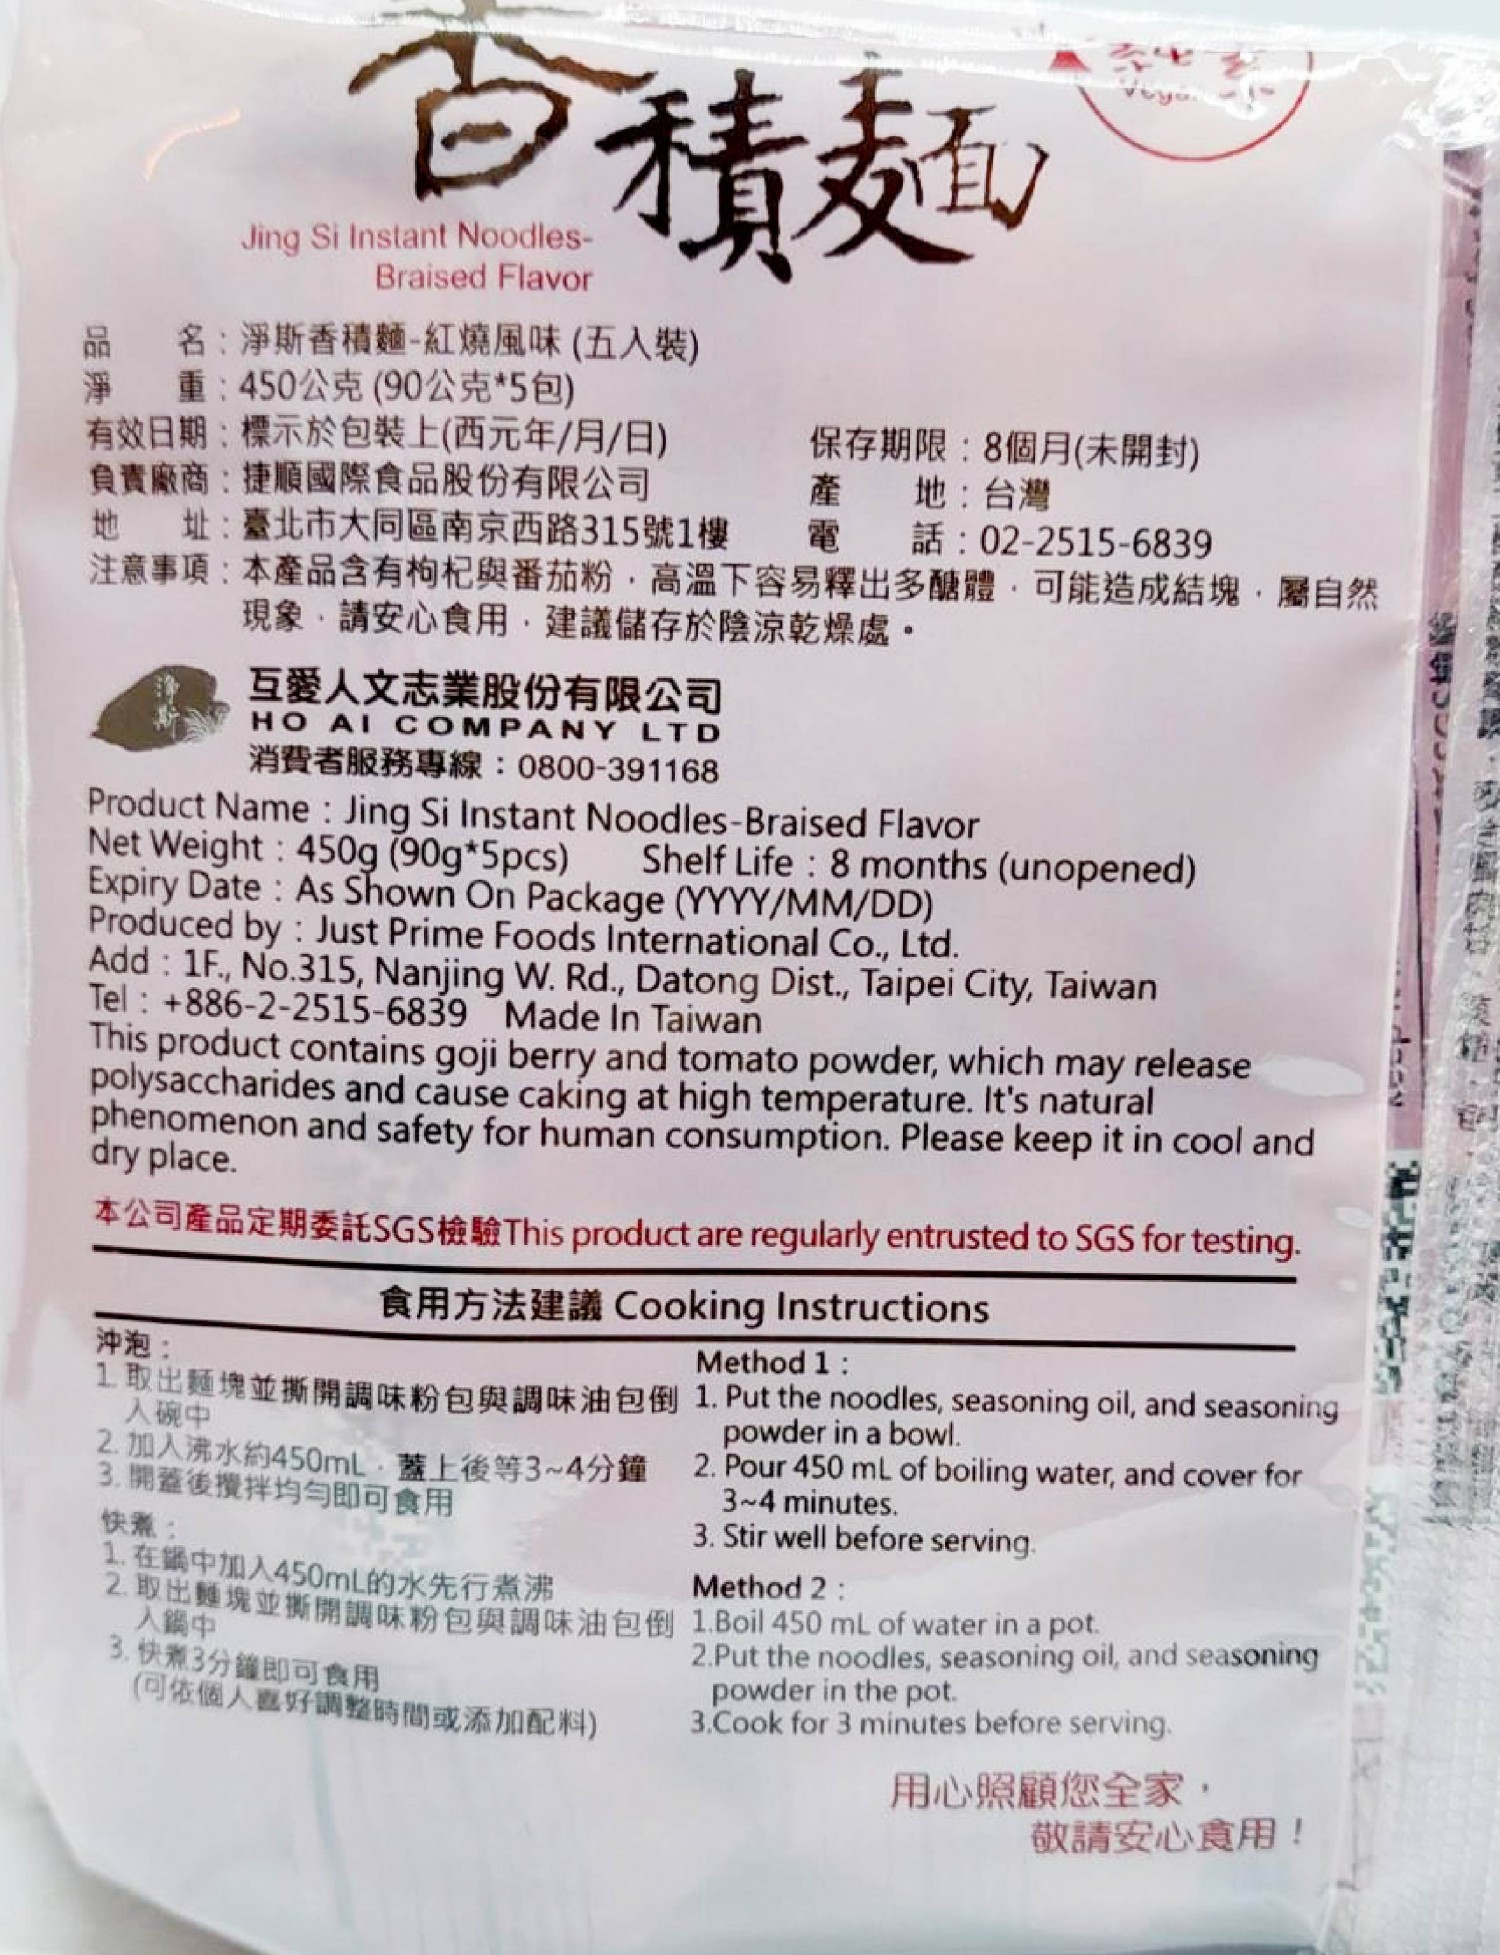 香積麵
純素
Vegan
Jing Si Instant Noodles-
Braised Flavor
品 名：淨斯香積麵-紅燒風味 (五入裝)
淨 重：450公克 (90公克*5包)
有效日期：標示於包裝上(西元年/月/日) 保存期限：8個月(未開封)
負責廠商：捷順國際食品股份有限公司 產 地：台灣
地 址：臺北市大同區南京西路315號1樓 電 話：02-2515-6839
注意事項：本產品含有枸杞與番茄粉，高溫下容易釋出多醣體，可能造成結塊，屬自然
現象，請安心食用，建議儲存於陰涼乾燥處。
淨斯
互愛人文志業股份有限公司
HO AI COMPANY LTD
消費者服務專線：0800-391168
Product Name：Jing Si Instant Noodles-Braised Flavor
Net Weight：450g (90g*5pcs) Shelf Life：8 months (unopened)
Expiry Date：As Shown On Package (YYYY/MM/DD)
Produced by：Just Prime Foods International Co., Ltd.
Add：1F., No.315, Nanjing W. Rd., Datong Dist., Taipei City, Taiwan
Tel：+886-2-2515-6839 Made In Taiwan
This product contains goji berry and tomato powder, which may release
polysaccharides and cause caking at high temperature. It's natural
phenomenon and safety for human consumption. Please keep it in cool and
dry place.
本公司產品定期委託SGS檢驗This product are regularly entrusted to SGS for testing.
食用方法建議 Cooking Instructions
沖泡：
1. 取出麵塊並撕開調味粉包與調味油包倒
入碗中
2. 加入沸水約450mL，蓋上後等3~4分鐘
3. 開蓋後攪拌均勻即可食用
快煮：
1. 在鍋中加入450mL的水先行煮沸
2. 取出麵塊並撕開調味粉包與調味油包倒
入鍋中
3. 快煮3分鐘即可食用
(可依個人喜好調整時間或添加配料)
Method 1：
1. Put the noodles, seasoning oil, and seasoning
powder in a bowl.
2. Pour 450 mL of boiling water, and cover for
3~4 minutes.
3. Stir well before serving.
Method 2：
1.Boil 450 mL of water in a pot.
2.Put the noodles, seasoning oil, and seasoning
powder in the pot.
3.Cook for 3 minutes before serving.
用心照顧您全家，
敬請安心食用！